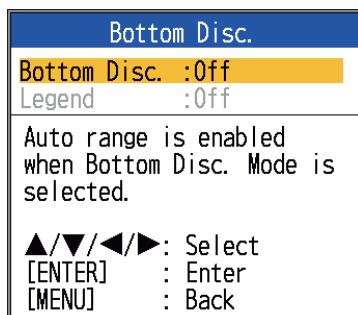 Bottom Disc.
Bottom Disc. :Off
Legend :Off
Auto range is enabled
when Bottom Disc. Mode is
selected.
▲/▼/◀/▶: Select
[ENTER] : Enter
[MENU] : Back